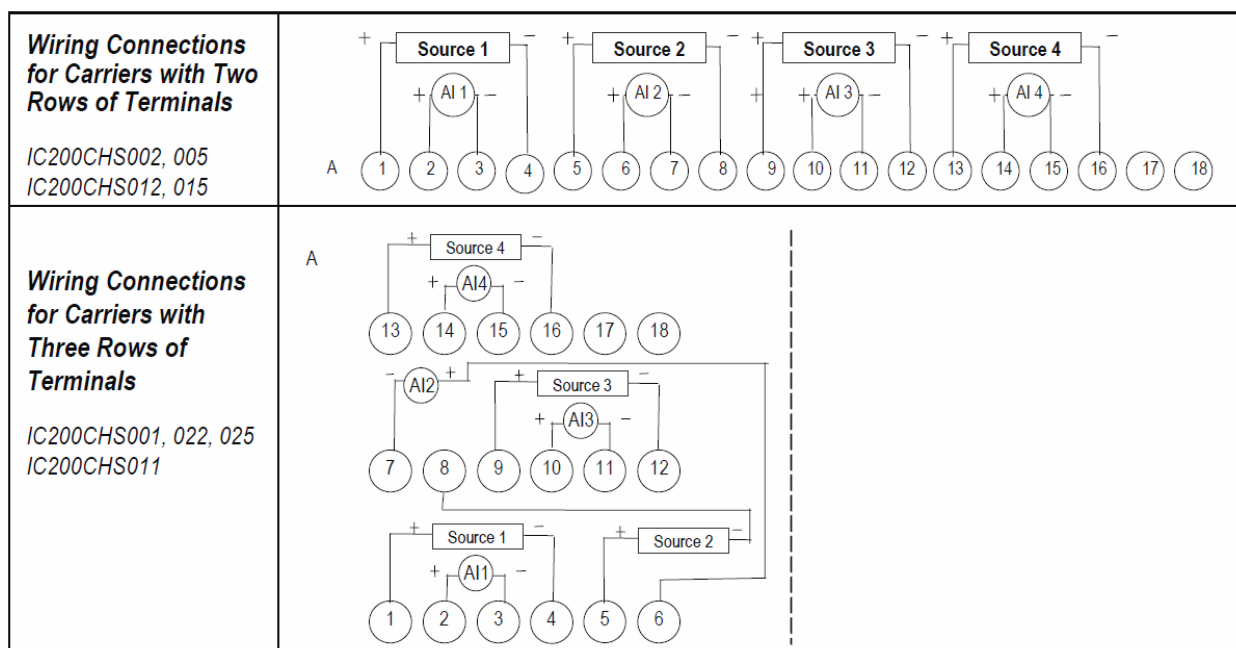 Wiring Connections
for Carriers with Two
Rows of Terminals
IC200CHS002, 005
IC200CHS012, 015
+ Source 1 - + Source 2 - + Source 3 - + Source 4 -
+ AI 1 - + AI 2 - + AI 3 - + AI 4 -
A 1 2 3 4 5 6 7 8 9 10 11 12 13 14 15 16 17 18
Wiring Connections
for Carriers with
Three Rows of
Terminals
IC200CHS001, 022, 025
IC200CHS011
A
+ Source 4 -
+ AI4 -
13 14 15 16 17 18
- AI2 + + Source 3 -
+ AI3 -
7 8 9 10 11 12
+ Source 1 - + Source 2 -
+ AI1 -
1 2 3 4 5 6